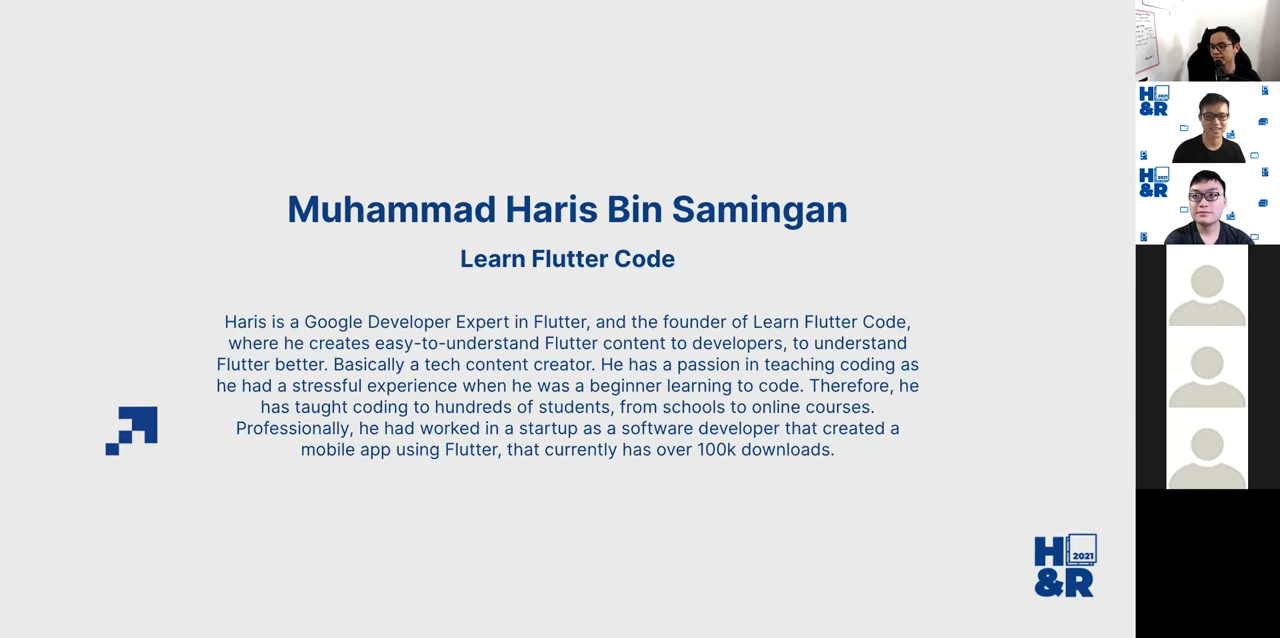 Muhammad Haris Bin Samingan
Learn Flutter Code
Haris is a Google Developer Expert in Flutter, and the founder of Learn Flutter Code,
where he creates easy-to-understand Flutter content to developers, to understand
Flutter better. Basically a tech content creator. He has a passion in teaching coding as
he had a stressful experience when he was a beginner learning to code. Therefore, he
has taught coding to hundreds of students, from schools to online courses.
Professionally, he had worked in a startup as a software developer that created a
mobile app using Flutter, that currently has over 100k downloads.
H 2021
&R
H 2021
&R
H 2021
&R